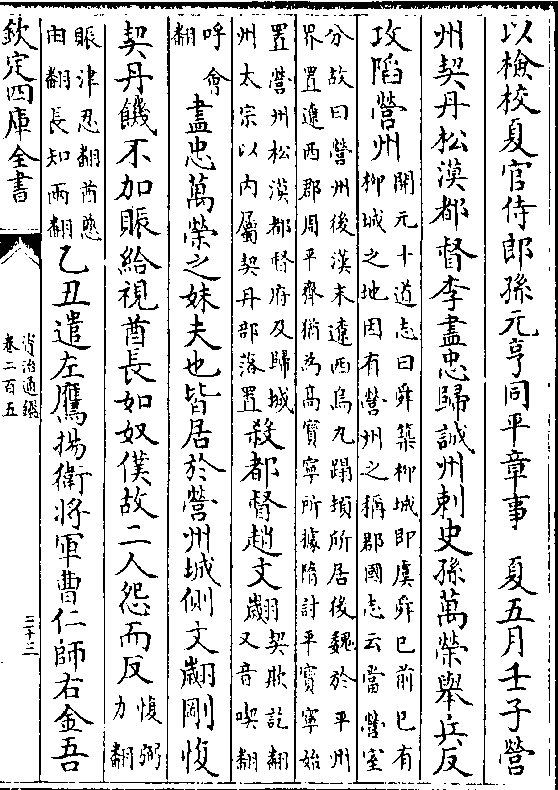 以檢校夏官侍郎孫元亨同平章事　夏五月壬子營
州契丹松漠都督李盡忠歸誠州刺史孫萬榮舉兵反
攻陷營州
開元十道志曰舜築柳城即虞舜已前已有
柳城之地因有營州之稱郡國志云當營室
分故曰營州後漢末遼西烏丸蹋頓所居後魏於平州
界置遼西郡周平齊猶為高寶寧所據隋討平寶寧始
置營州松漠都督府及歸城
州太宗以内屬契丹部落置
殺都督趙文翽
契欺訖翻
又音喫翽
呼會
翻
盡忠萬榮之妹夫也皆居於營州城側文翽剛愎
契丹饑不加賑給視酋長如奴僕故二人怨而反
愎弼
力翻
賑津忍翻酋慈
由翻長知兩翻
乙丑遣左鷹揚衛將軍曹仁師右金吾
欽定四庫全書
資治通鑑
卷二百五
三十三